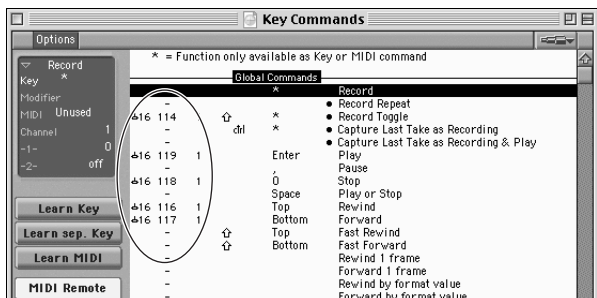 Key Commands
Options
* = Function only available as Key or MIDI command
Record
Key *
Modifier
MIDI Unused
Channel 1
-1- 0
-2- off
Learn Key
Learn sep. Key
Learn MIDI
MIDI Remote
Global Commands
* Record
- • Record Repeat
16 114 ⇧ * • Record Toggle
- ctrl * • Capture Last Take as Recording
- • Capture Last Take as Recording & Play
16 119 1 Enter Play
- , Pause
16 118 1 0 Stop
- Space Play or Stop
16 116 1 Top Rewind
16 117 1 Bottom Forward
- ⇧ Top Fast Rewind
- ⇧ Bottom Fast Forward
- Rewind 1 frame
- Forward 1 frame
- Rewind by format value
- Forward by format value